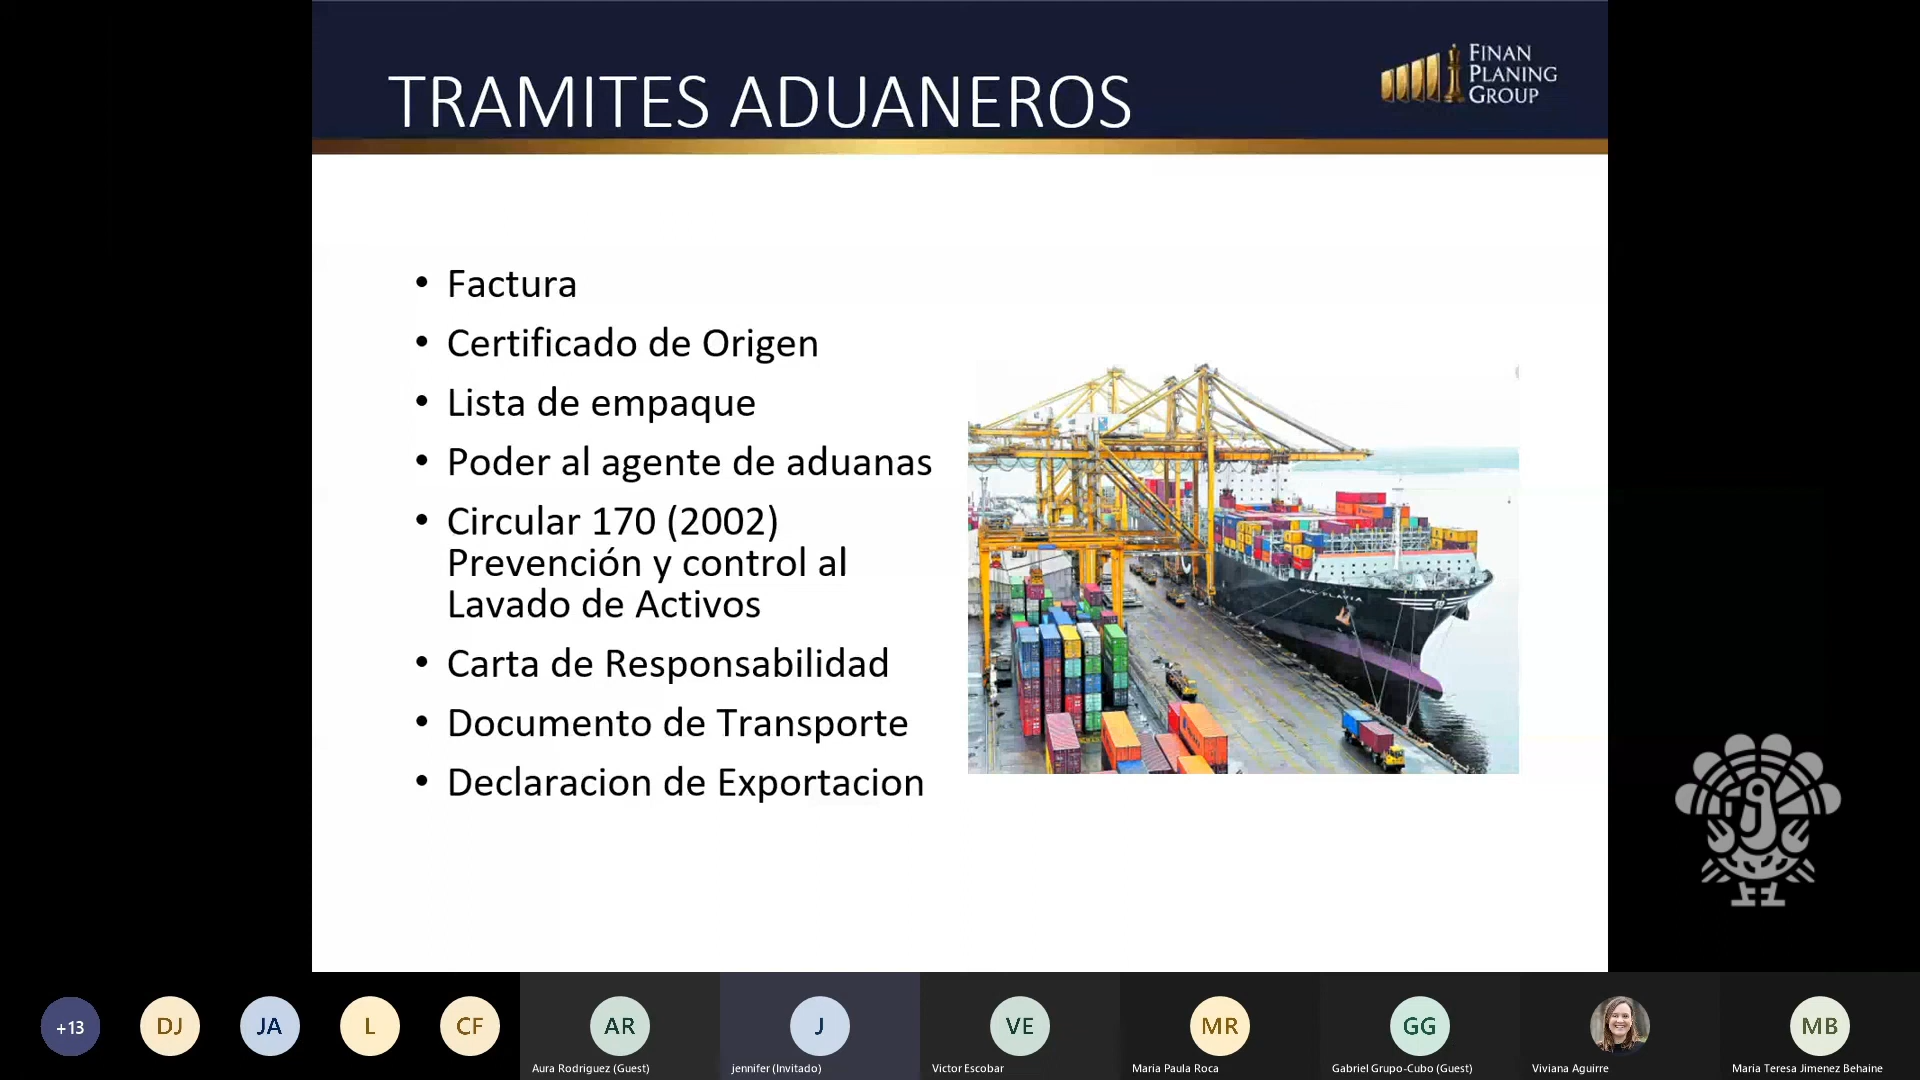 TRAMITES ADUANEROS
FINAN
PLANING
GROUP
• Factura
• Certificado de Origen
• Lista de empaque
• Poder al agente de aduanas
• Circular 170 (2002)
Prevención y control al
Lavado de Activos
• Carta de Responsabilidad
• Documento de Transporte
• Declaracion de Exportacion
+13
DJ
JA
L
CF
AR
J
VE
MR
GG
MB
Aura Rodriguez (Guest)
jennifer (Invitado)
Victor Escobar
Maria Paula Roca
Gabriel Grupo-Cubo (Guest)
Viviana Aguirre
Maria Teresa Jimenez Behaine